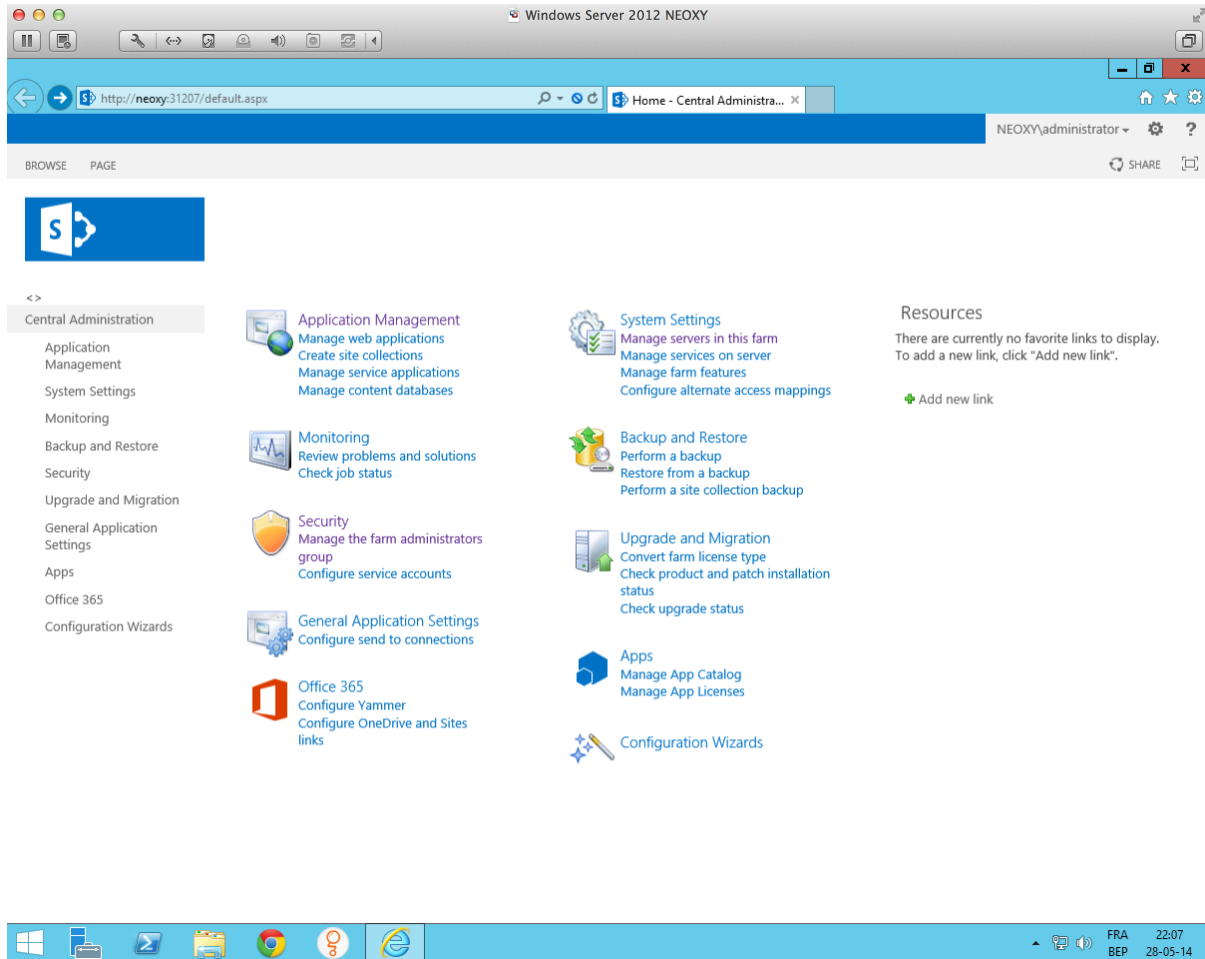 Windows Server 2012 NEOXY
http://neoxy:31207/default.aspx
Home - Central Administra...
NEOXY\administrator
?
BROWSE PAGE
SHARE
S
<>
Central Administration
Application
Management
System Settings
Monitoring
Backup and Restore
Security
Upgrade and Migration
General Application
Settings
Apps
Office 365
Configuration Wizards
Application Management
Manage web applications
Create site collections
Manage service applications
Manage content databases
Monitoring
Review problems and solutions
Check job status
Security
Manage the farm administrators
group
Configure service accounts
General Application Settings
Configure send to connections
Office 365
Configure Yammer
Configure OneDrive and Sites
links
System Settings
Manage servers in this farm
Manage services on server
Manage farm features
Configure alternate access mappings
Backup and Restore
Perform a backup
Restore from a backup
Perform a site collection backup
Upgrade and Migration
Convert farm license type
Check product and patch installation
status
Check upgrade status
Apps
Manage App Catalog
Manage App Licenses
Configuration Wizards
Resources
There are currently no favorite links to display.
To add a new link, click "Add new link".
Add new link
FRA 22:07
BEP 28-05-14